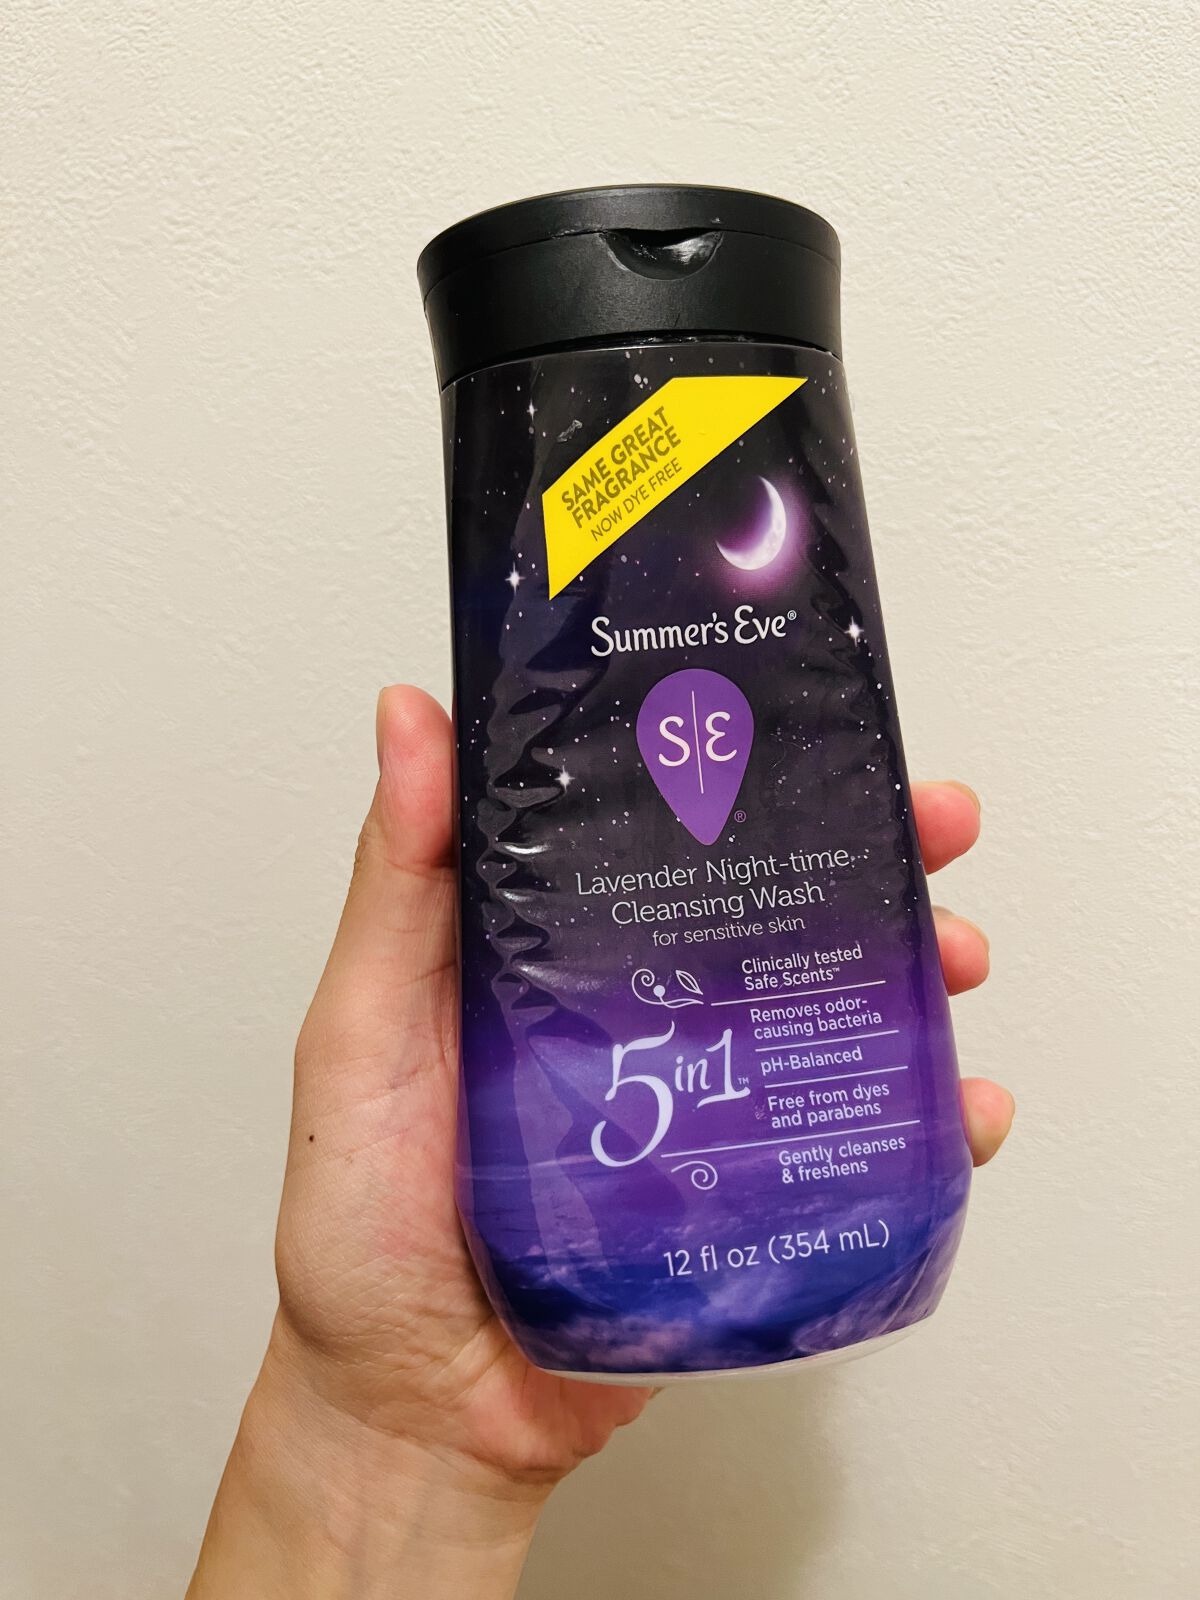 SAME GREAT
FRAGRANCE
NOW DYE FREE
Summer's Eve®
S|E
®
Lavender Night-time
Cleansing Wash
for sensitive skin
Clinically tested
Safe Scents™
Removes odor-
causing bacteria
5in1™
pH-Balanced
Free from dyes
and parabens
Gently cleanses
& freshens
12 fl oz (354 mL)